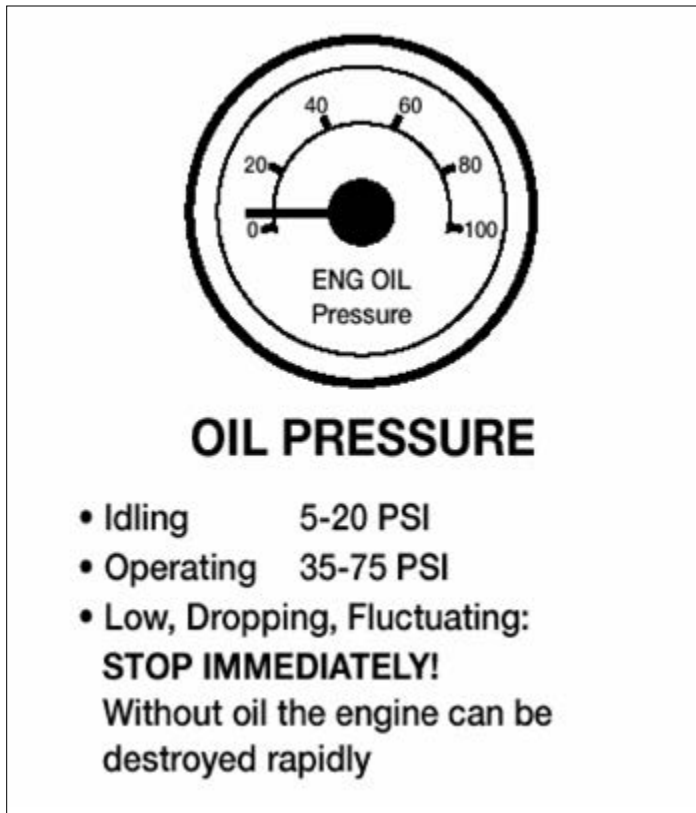 40 60
20 80
0 100
ENG OIL
Pressure
OIL PRESSURE
• Idling 5-20 PSI
• Operating 35-75 PSI
• Low, Dropping, Fluctuating:
STOP IMMEDIATELY!
Without oil the engine can be
destroyed rapidly